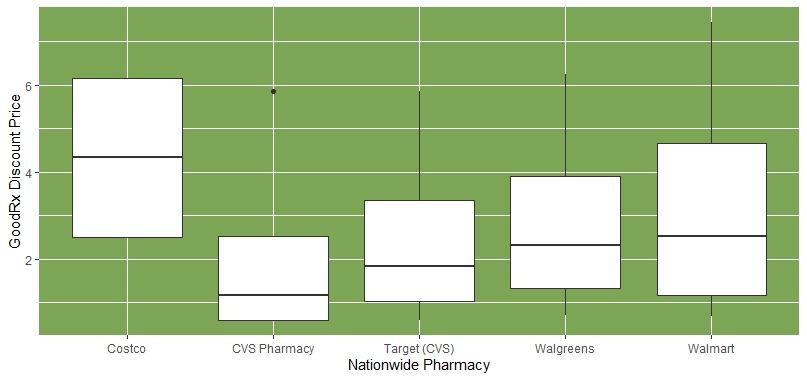 GoodRx Discount Price
6
4
2
Costco
CVS Pharmacy
Target (CVS)
Walgreens
Walmart
Nationwide Pharmacy